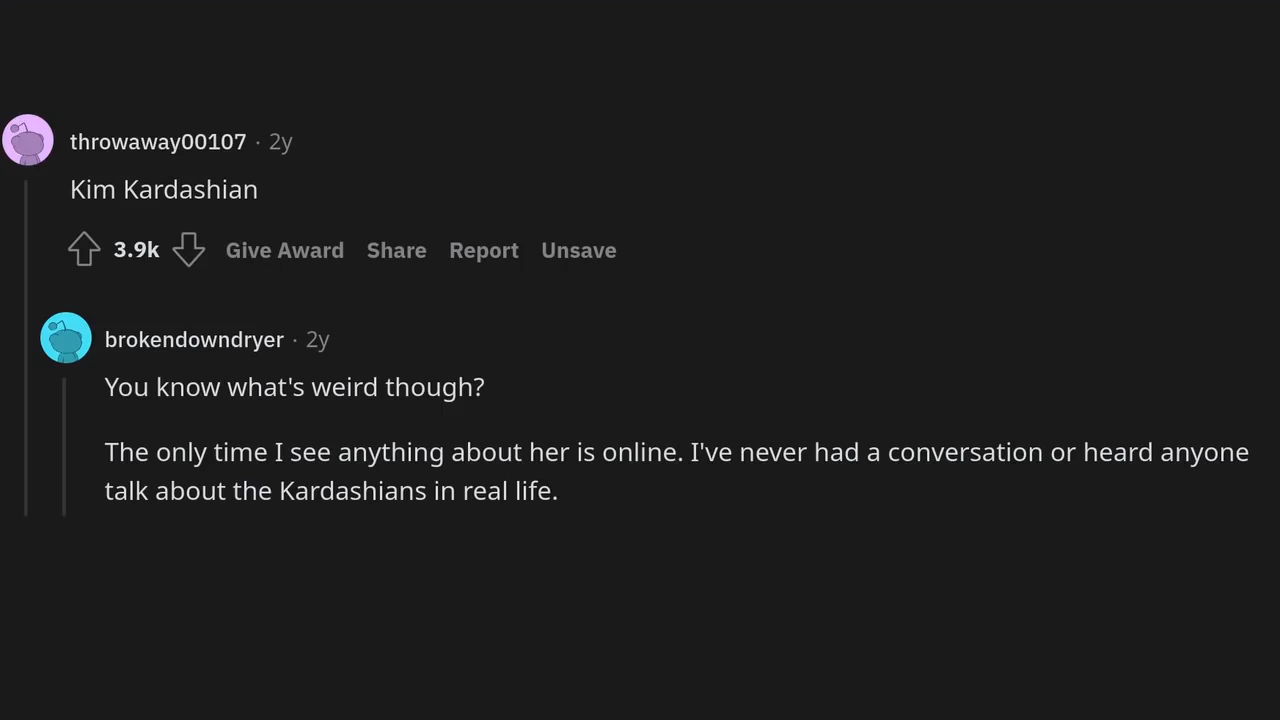 throwaway00107 · 2y
Kim Kardashian
3.9k Give Award Share Report Unsave
brokendowndryer · 2y
You know what's weird though?
The only time I see anything about her is online. I've never had a conversation or heard anyone
talk about the Kardashians in real life.